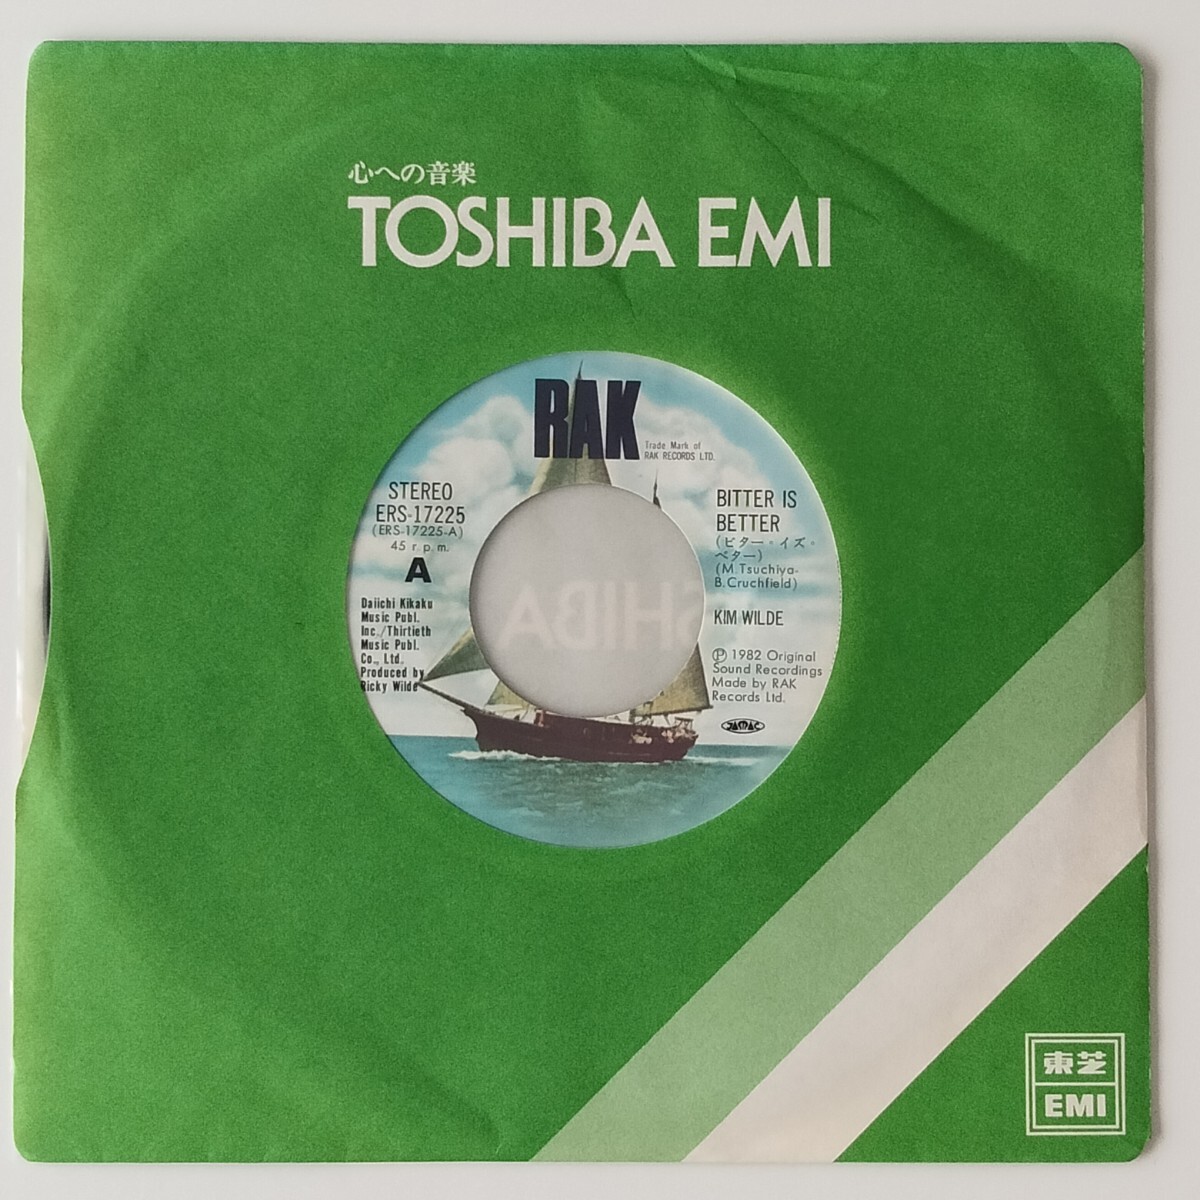 心への音楽
TOSHIBA EMI
RAK
Trade Mark of
RAK RECORDS LTD.
STEREO
ERS-17225
(ERS-17225-A)
45 r.p.m.
A
Daiichi Kikaku
Music Publ.
Inc./Thirtieth
Music Publ.
Co., Ltd.
Produced by
Ricky Wilde
BITTER IS
BETTER
(ビター・イズ・
ベター)
(M.Tsuchiya-
B.Cruchfield)
KIM WILDE
Ⓟ 1982 Original
Sound Recordings
Made by RAK
Records Ltd.
JASRAC
SHIBA
東芝
EMI